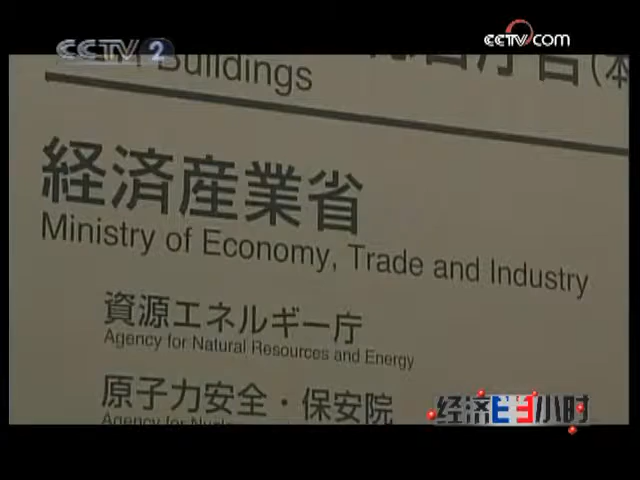 CCTV 2
CCTV.COM
Buildings
経済産業省
Ministry of Economy, Trade and Industry
資源エネルギー庁
Agency for Natural Resources and Energy
原子力安全・保安院
Agency for
经济半小时